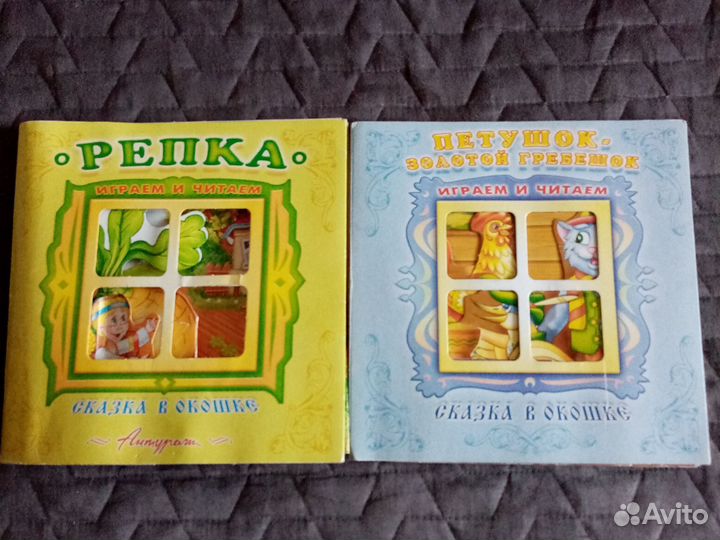 РЕПКА
ИГРАЕМ И ЧИТАЕМ
СКАЗКА В ОКОШКЕ
Антураж
ПЕТУШОК-
ЗОЛОТОЙ ГРЕБЕШОК
ИГРАЕМ И ЧИТАЕМ
СКАЗКА В ОКОШКЕ
Avito